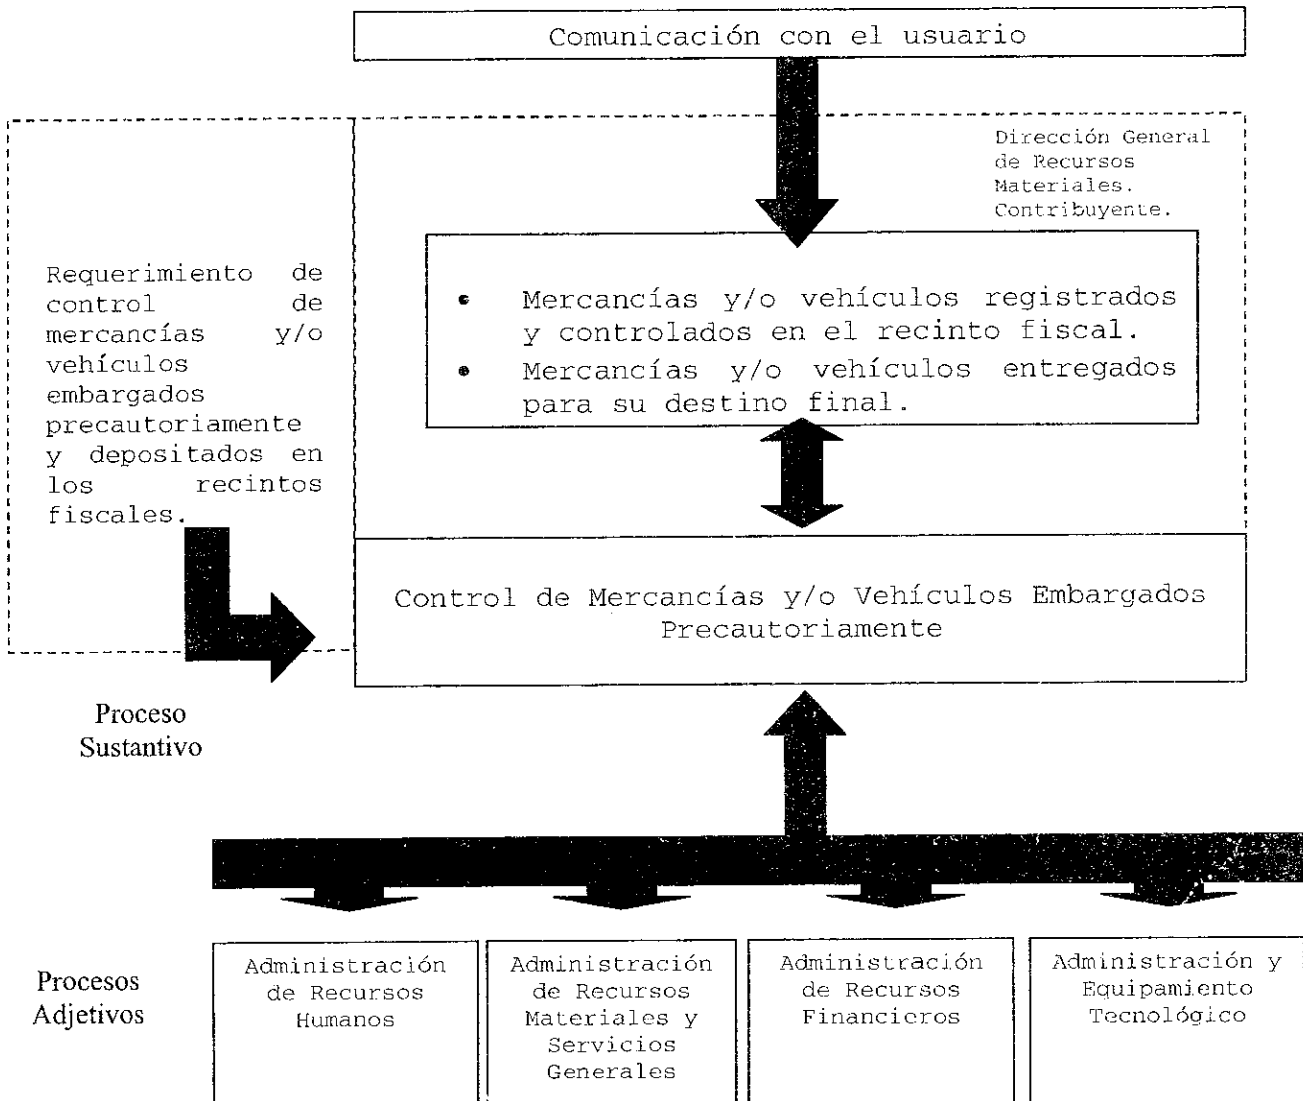 Comunicación con el usuario
Dirección General
de Recursos
Materiales.
Contribuyente.
Requerimiento de
control de
mercancías y/o
vehículos
embargados
precautoriamente
y depositados en
los recintos
fiscales.
• Mercancías y/o vehículos registrados
y controlados en el recinto fiscal.
• Mercancías y/o vehículos entregados
para su destino final.
Control de Mercancías y/o Vehículos Embargados
Precautoriamente
Proceso
Sustantivo
Procesos
Adjetivos
Administración
de Recursos
Humanos
Administración
de Recursos
Materiales y
Servicios
Generales
Administración
de Recursos
Financieros
Administración y
Equipamiento
Tecnológico